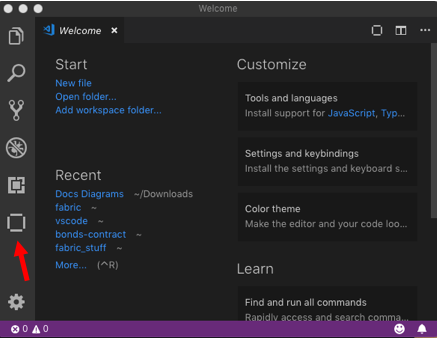 Welcome
Welcome ×
Start
New file
Open folder...
Add workspace folder...
Recent
Docs Diagrams ~/Downloads
fabric ~
vscode ~
bonds-contract ~
fabric_stuff ~
More... (^R)
Customize
Tools and languages
Install support for JavaScript, Typ...
Settings and keybindings
Install the settings and keyboard s...
Color theme
Make the editor and your code loo...
Learn
Find and run all commands
Rapidly access and search comma...
0 0